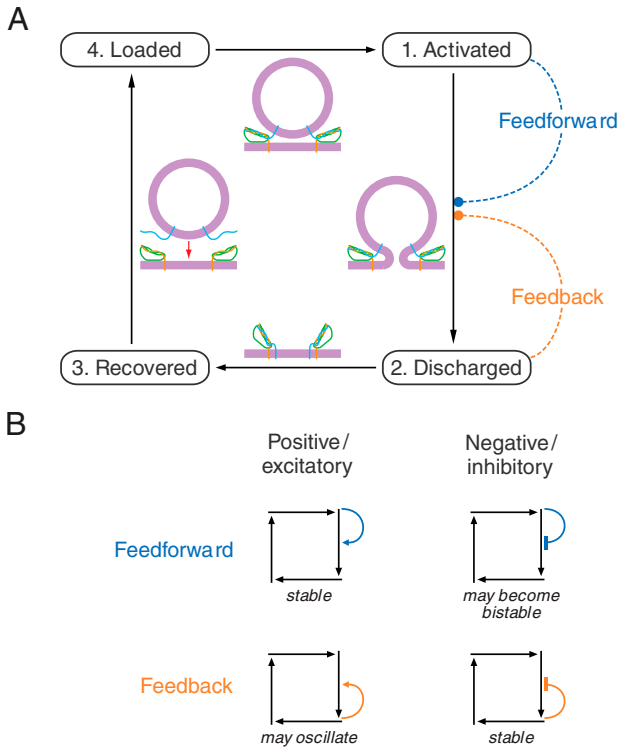 A
4. Loaded
1. Activated
Feedforward
Feedback
3. Recovered
2. Discharged
B
Positive/
excitatory
Negative/
inhibitory
Feedforward
stable
may become
bistable
Feedback
may oscillate
stable